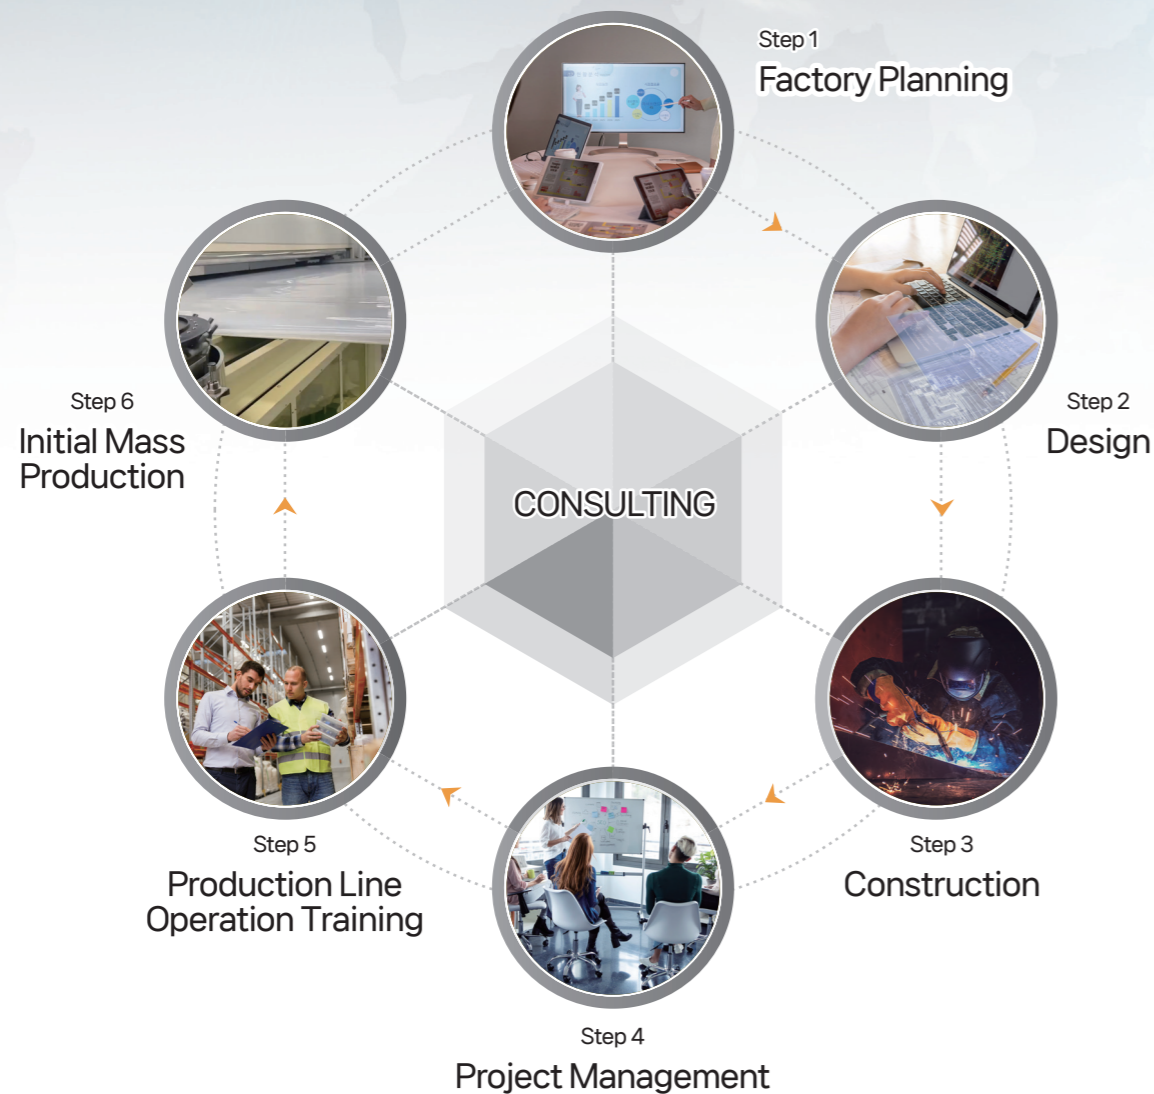 Step 1
Factory Planning
Step 2
Design
Step 6
Initial Mass
Production
CONSULTING
Step 3
Construction
Step 5
Production Line
Operation Training
Step 4
Project Management